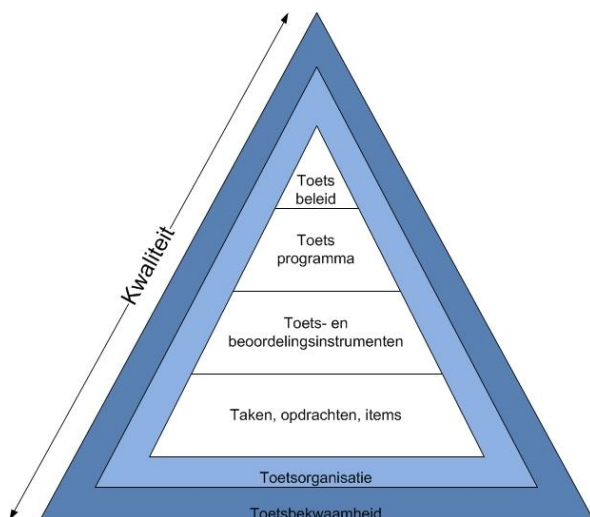 Kwaliteit
Toets
beleid
Toets
programma
Toets- en
beoordelingsinstrumenten
Taken, opdrachten, items
Toetsorganisatie
Toetsbekwaamheid